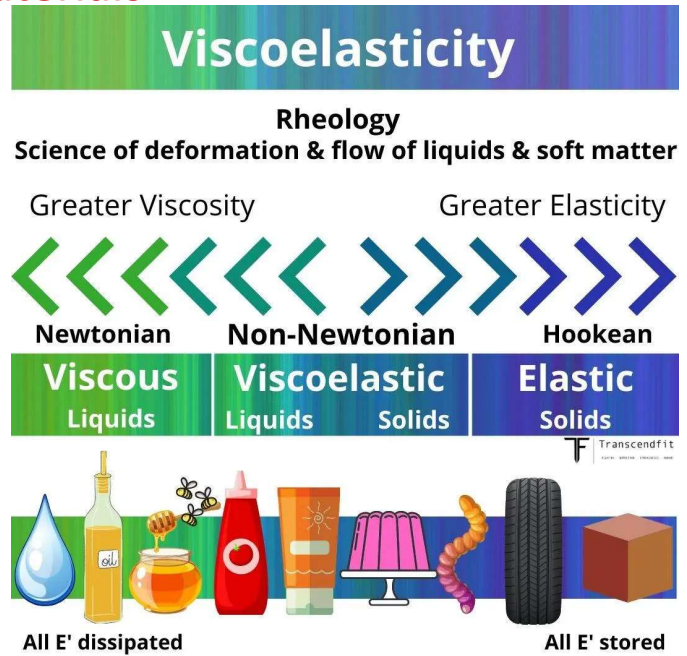 Viscoelasticity
Rheology
Science of deformation & flow of liquids & soft matter
Greater Viscosity Greater Elasticity
Newtonian Non-Newtonian Hookean
Viscous Viscoelastic Elastic
Liquids Liquids Solids Solids
Transcendfit
oil
All E' dissipated All E' stored